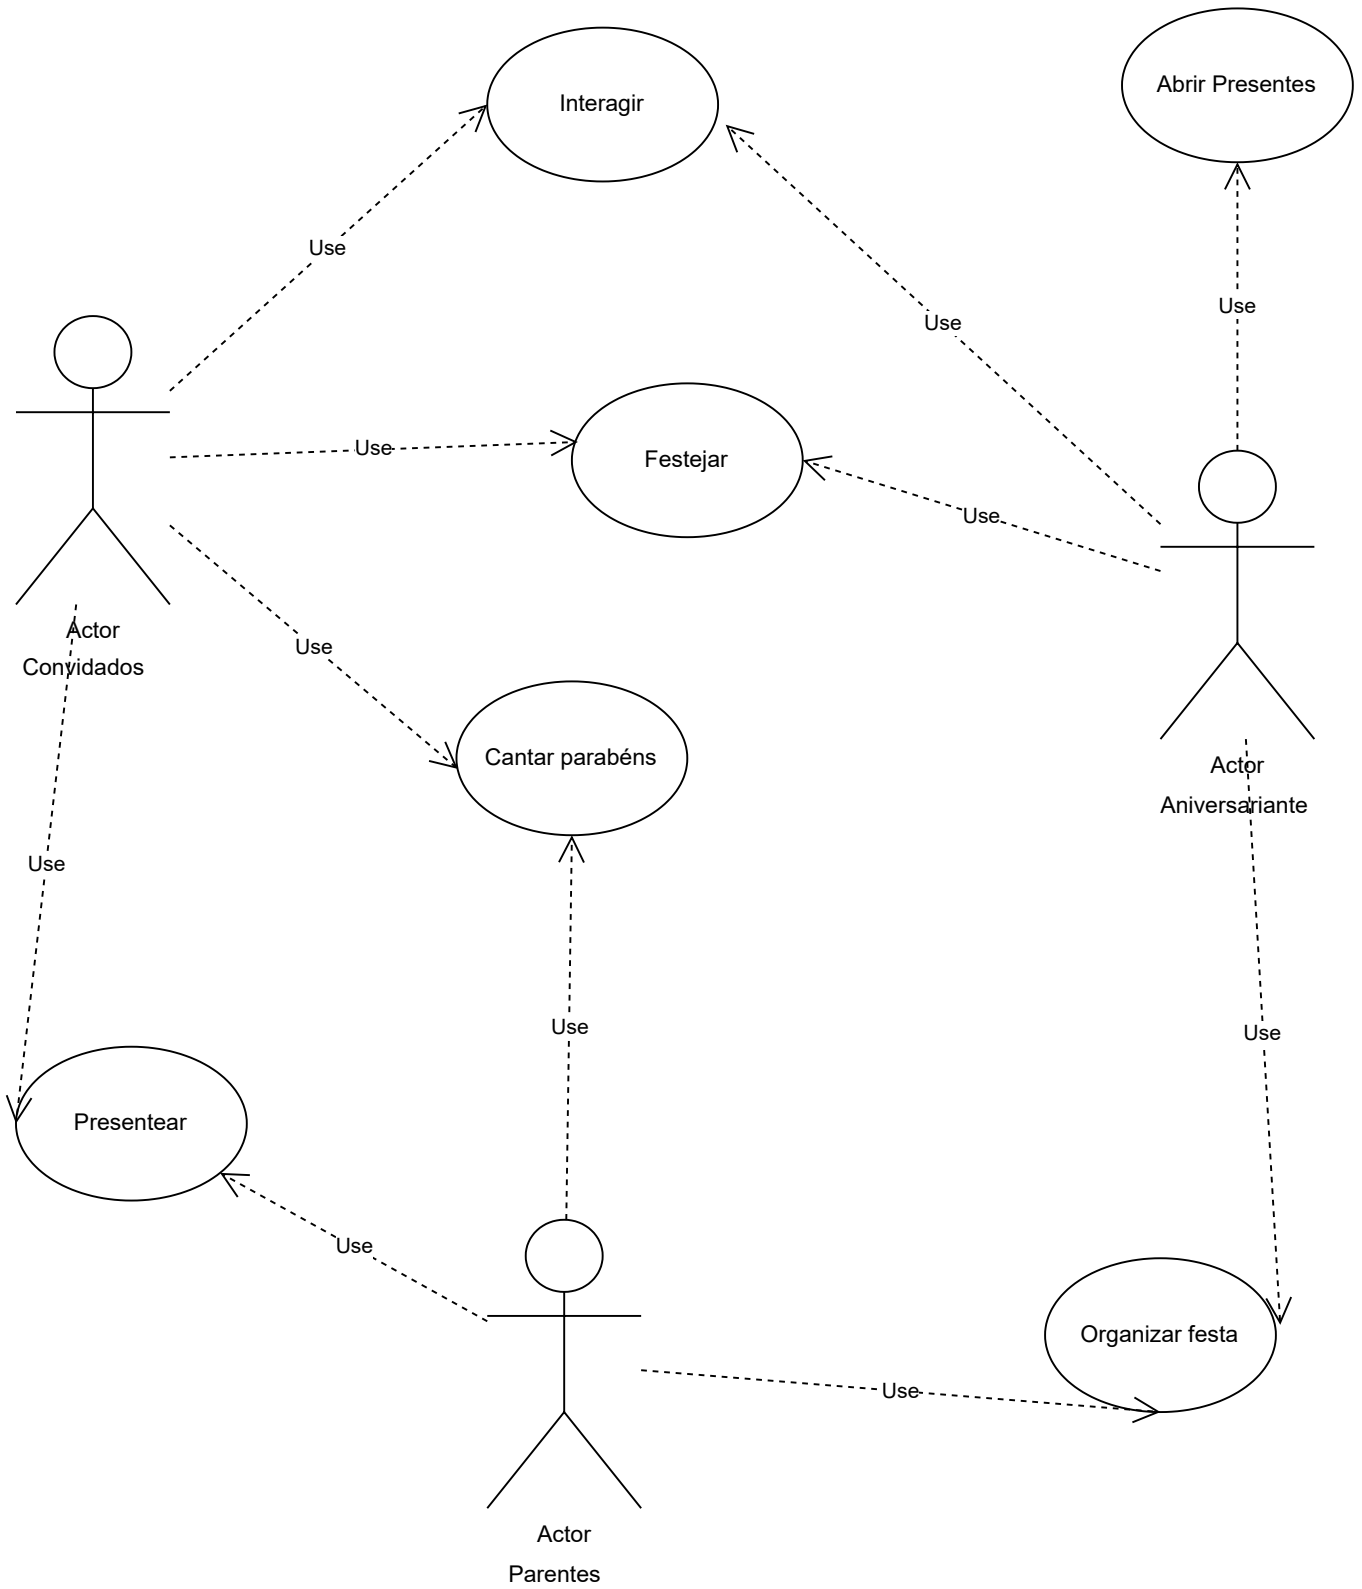 Abrir Presentes
Interagir
Use
Use
Use
Use
Festejar
Use
Actor
Convidados
Use
Cantar parabéns
Actor
Aniversariante
Use
Use
Use
Presentear
Use
Organizar festa
Use
Actor
Parentes